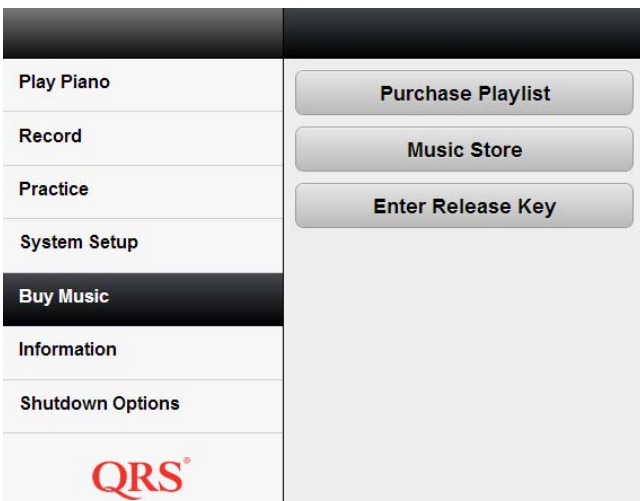 Play Piano
Record
Practice
System Setup
Buy Music
Information
Shutdown Options
QRS®
Purchase Playlist
Music Store
Enter Release Key